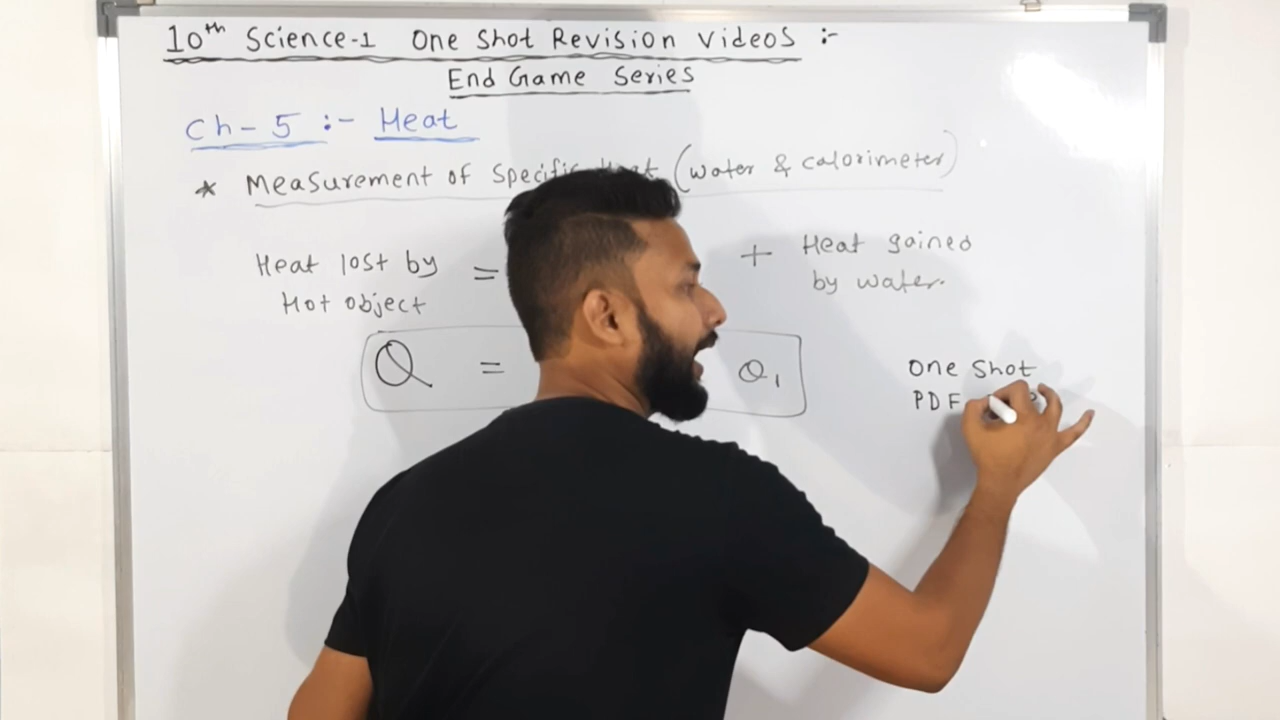 10th Science-1 One Shot Revision Videos :-
End Game Series
Ch-5 :- Heat
* Measurement of Specific Heat (water & calorimeter)
Heat lost by = + Heat gained
Hot object by water.
Q = Q1
One Shot
PDF